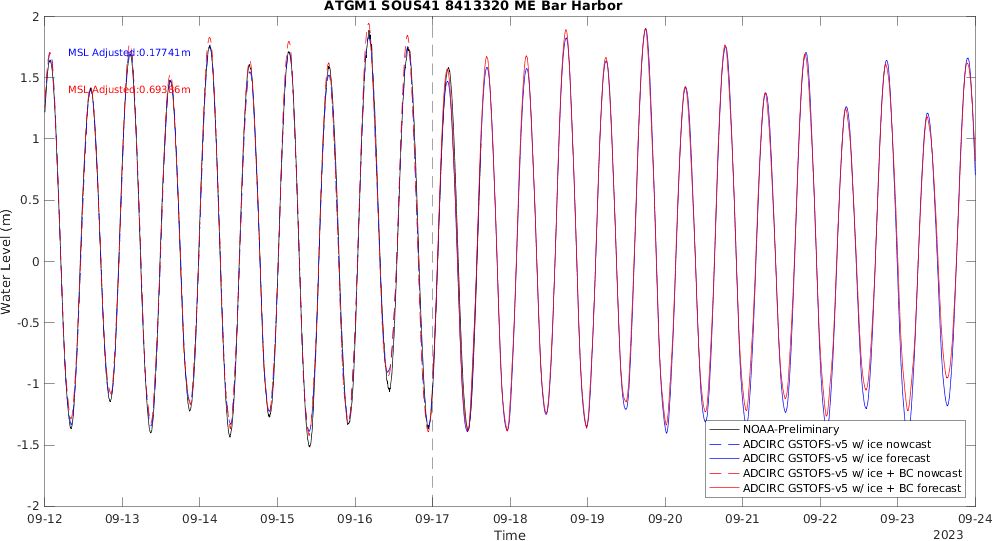 ATGM1 SOUS41 8413320 ME Bar Harbor
2
MSL Adjusted:0.17741m
1.5
MSL Adjusted:0.69386m
1
0.5
0
-0.5
-1
-1.5
-2
Water Level (m)
NOAA-Preliminary
ADCIRC GSTOFS-v5 w/ ice nowcast
ADCIRC GSTOFS-v5 w/ ice forecast
ADCIRC GSTOFS-v5 w/ ice + BC nowcast
ADCIRC GSTOFS-v5 w/ ice + BC forecast
09-12 09-13 09-14 09-15 09-16 09-17 09-18 09-19 09-20 09-21 09-22 09-23 09-24
Time
2023